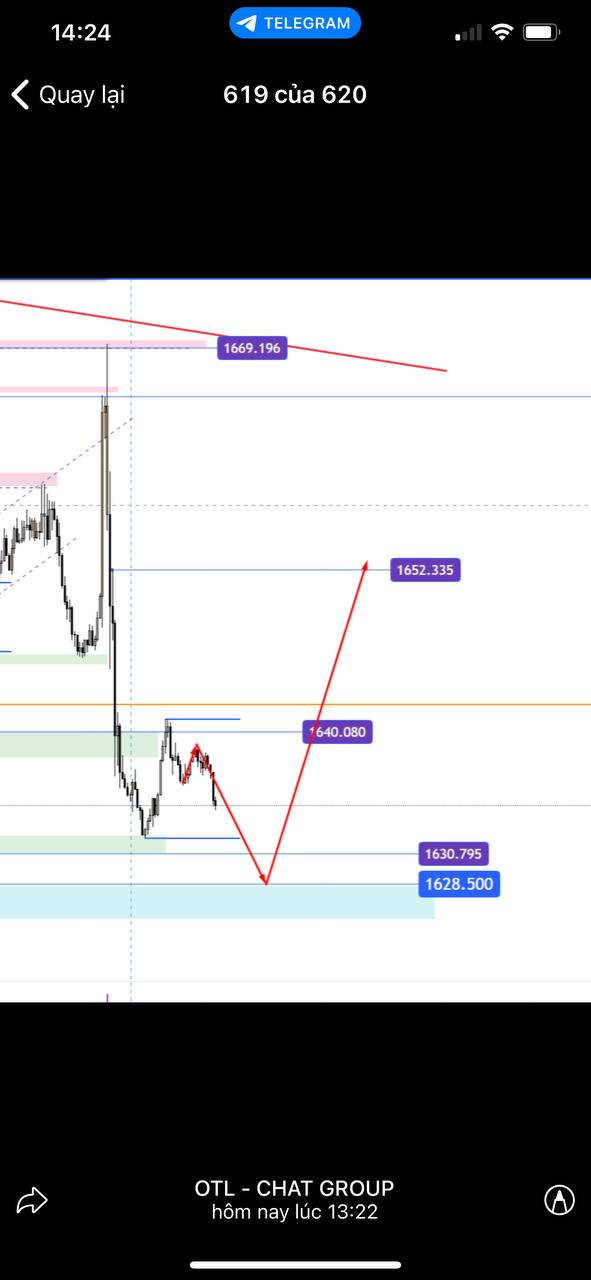 14:24
TELEGRAM
Quay lại
619 của 620
1669.196
1652.335
1640.080
1630.795
1628.500
OTL - CHAT GROUP
hôm nay lúc 13:22